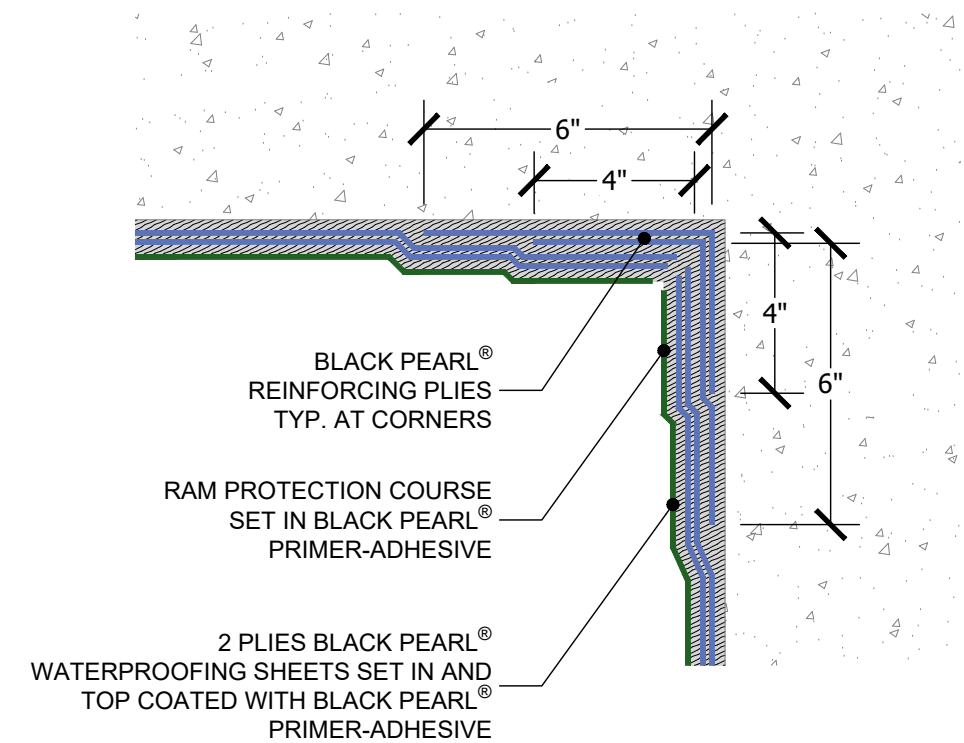 6"
4"
4"
6"
BLACK PEARL®
REINFORCING PLIES
TYP. AT CORNERS
RAM PROTECTION COURSE
SET IN BLACK PEARL®
PRIMER-ADHESIVE
2 PLIES BLACK PEARL®
WATERPROOFING SHEETS SET IN AND
TOP COATED WITH BLACK PEARL®
PRIMER-ADHESIVE